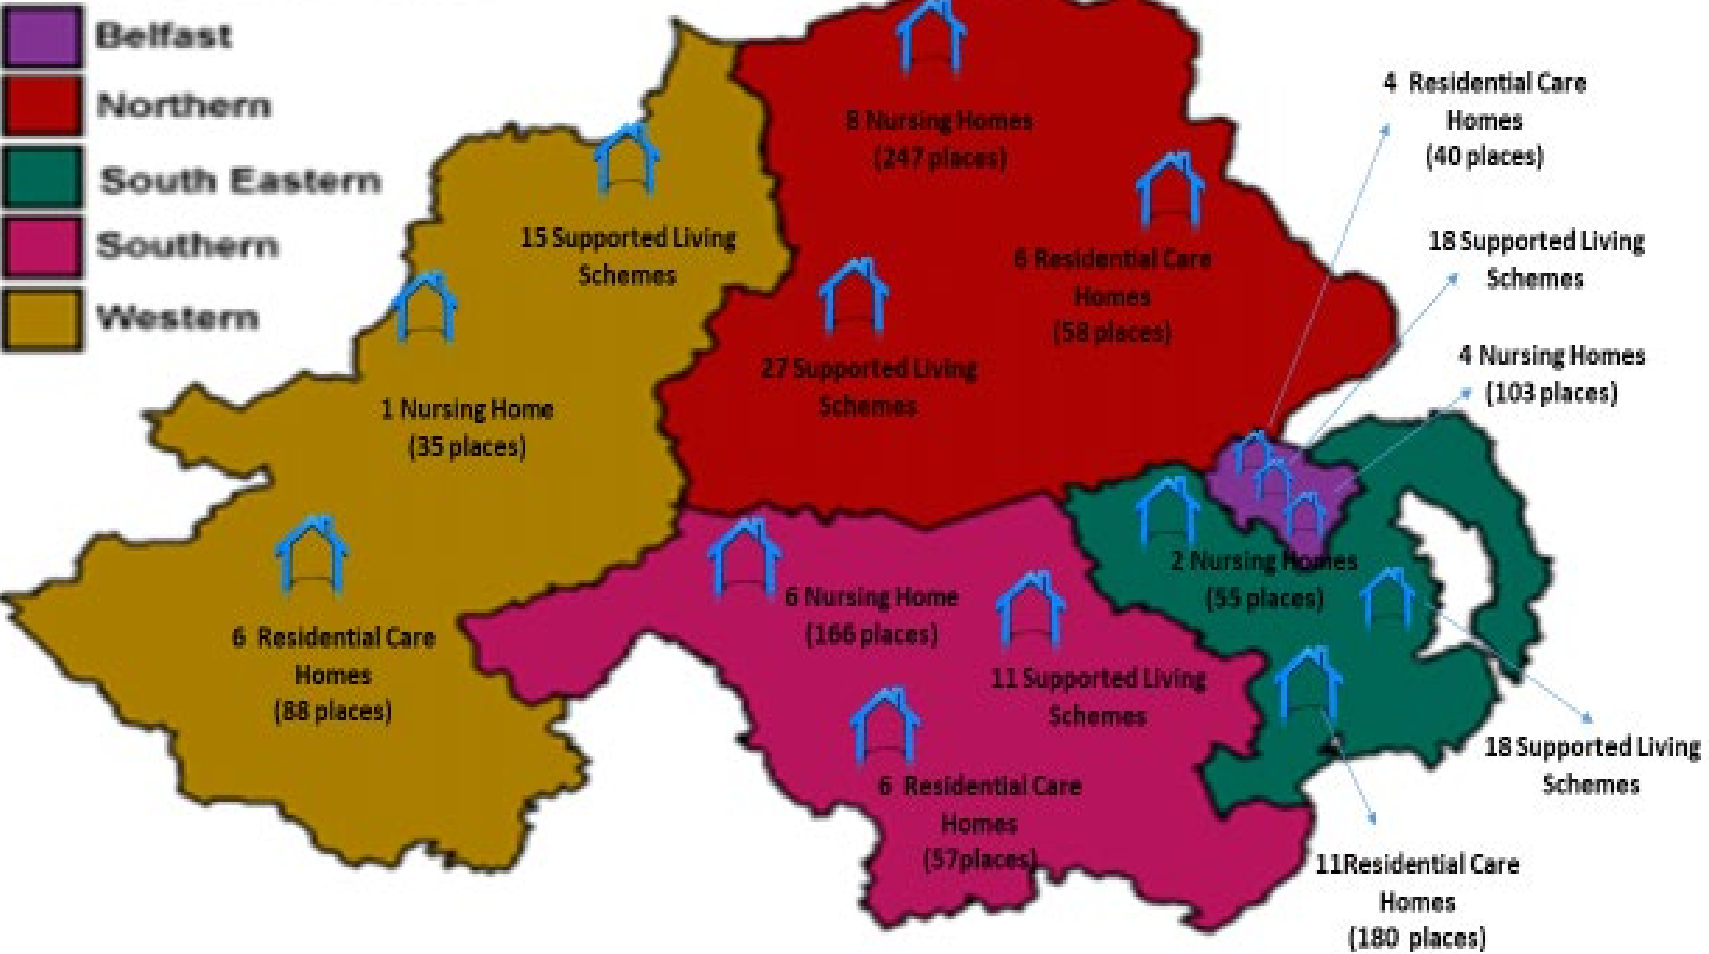 Belfast
Northern
South Eastern
Southern
Western
8 Nursing Homes
(247 places)
6 Residential Care
Homes
(58 places)
27 Supported Living
Schemes
15 Supported Living
Schemes
1 Nursing Home
(35 places)
6 Residential Care
Homes
(88 places)
4 Residential Care
Homes
(40 places)
18 Supported Living
Schemes
4 Nursing Homes
(103 places)
2 Nursing Homes
(55 places)
6 Nursing Home
(166 places)
11 Supported Living
Schemes
6 Residential Care
Homes
(57places)
18 Supported Living
Schemes
11Residential Care
Homes
(180 places)